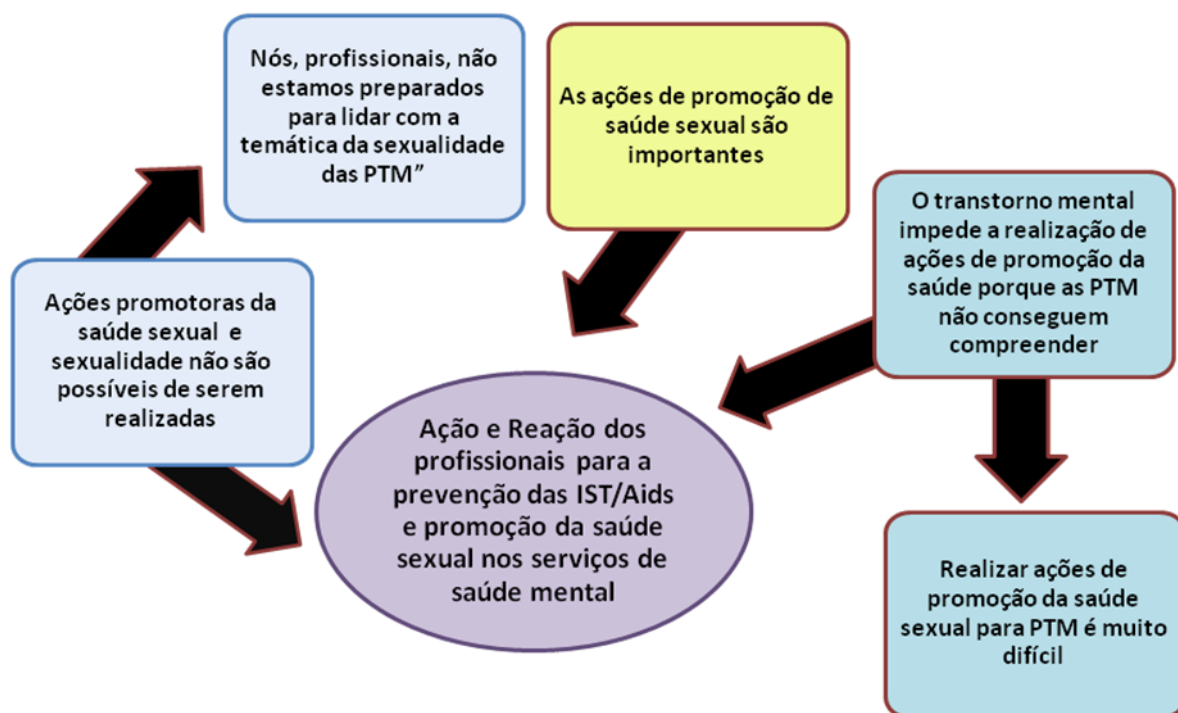 Nós, profissionais, não
estamos preparados
para lidar com a
temática da sexualidade
das PTM”
As ações de promoção de
saúde sexual são
importantes
O transtorno mental
impede a realização de
ações de promoção da
saúde porque as PTM
não conseguem
compreender
Ações promotoras da
saúde sexual e
sexualidade não são
possíveis de serem
realizadas
Ação e Reação dos
profissionais para a
prevenção das IST/Aids
e promoção da saúde
sexual nos serviços de
saúde mental
Realizar ações de
promoção da saúde
sexual para PTM é muito
difícil